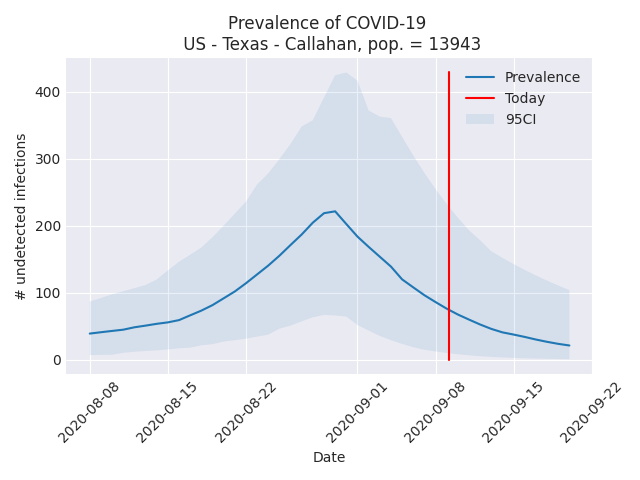 Prevalence of COVID-19
US - Texas - Callahan, pop. = 13943
Prevalence
Today
95CI
# undetected infections
400
300
200
100
0
2020-08-08
2020-08-15
2020-08-22
2020-09-01
2020-09-08
2020-09-15
2020-09-22
Date